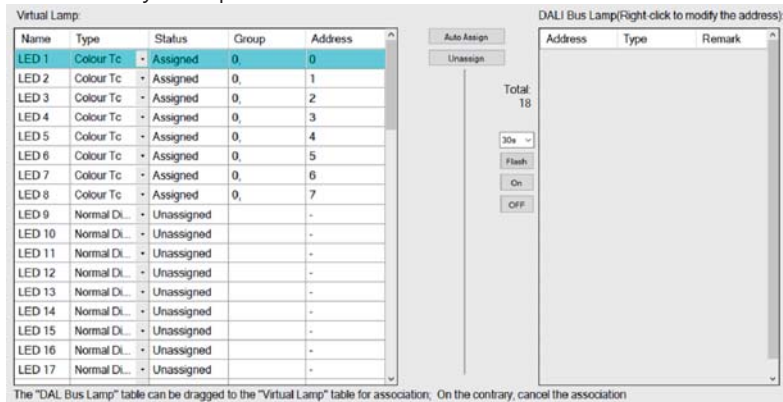 Virtual Lamp:
DALI Bus Lamp(Right-click to modify the address):
Name Type Status Group Address
Auto Assign
Address Type Remark
LED 1 Colour Tc Assigned 0, 0
Unassign
LED 2 Colour Tc Assigned 0, 1
LED 3 Colour Tc Assigned 0, 2
Total:
18
LED 4 Colour Tc Assigned 0, 3
LED 5 Colour Tc Assigned 0, 4
30s
LED 6 Colour Tc Assigned 0, 5
Flash
LED 7 Colour Tc Assigned 0, 6
On
LED 8 Colour Tc Assigned 0, 7
OFF
LED 9 Normal Di... Unassigned -
LED 10 Normal Di... Unassigned -
LED 11 Normal Di... Unassigned -
LED 12 Normal Di... Unassigned -
LED 13 Normal Di... Unassigned -
LED 14 Normal Di... Unassigned -
LED 15 Normal Di... Unassigned -
LED 16 Normal Di... Unassigned -
LED 17 Normal Di... Unassigned -
The "DAL Bus Lamp" table can be dragged to the "Virtual Lamp" table for association; On the contrary, cancel the association